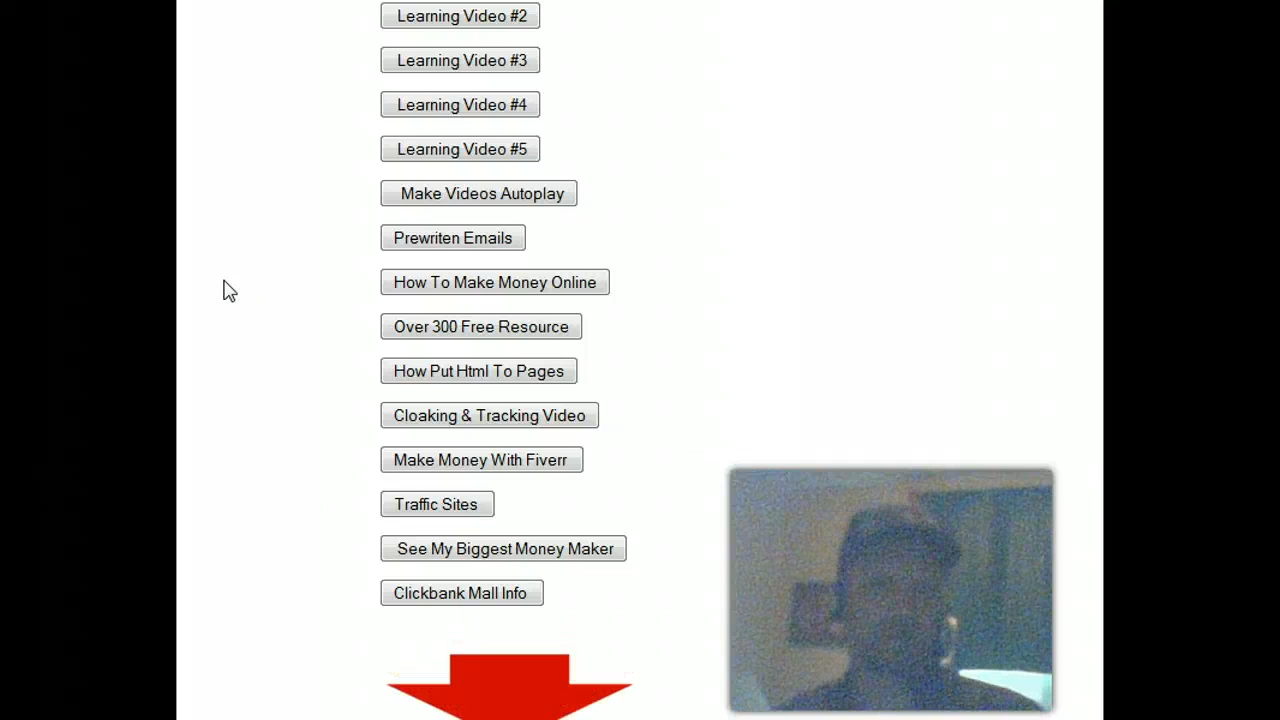 Learning Video #2
Learning Video #3
Learning Video #4
Learning Video #5
Make Videos Autoplay
Prewriten Emails
How To Make Money Online
Over 300 Free Resource
How Put Html To Pages
Cloaking & Tracking Video
Make Money With Fiverr
Traffic Sites
See My Biggest Money Maker
Clickbank Mall Info